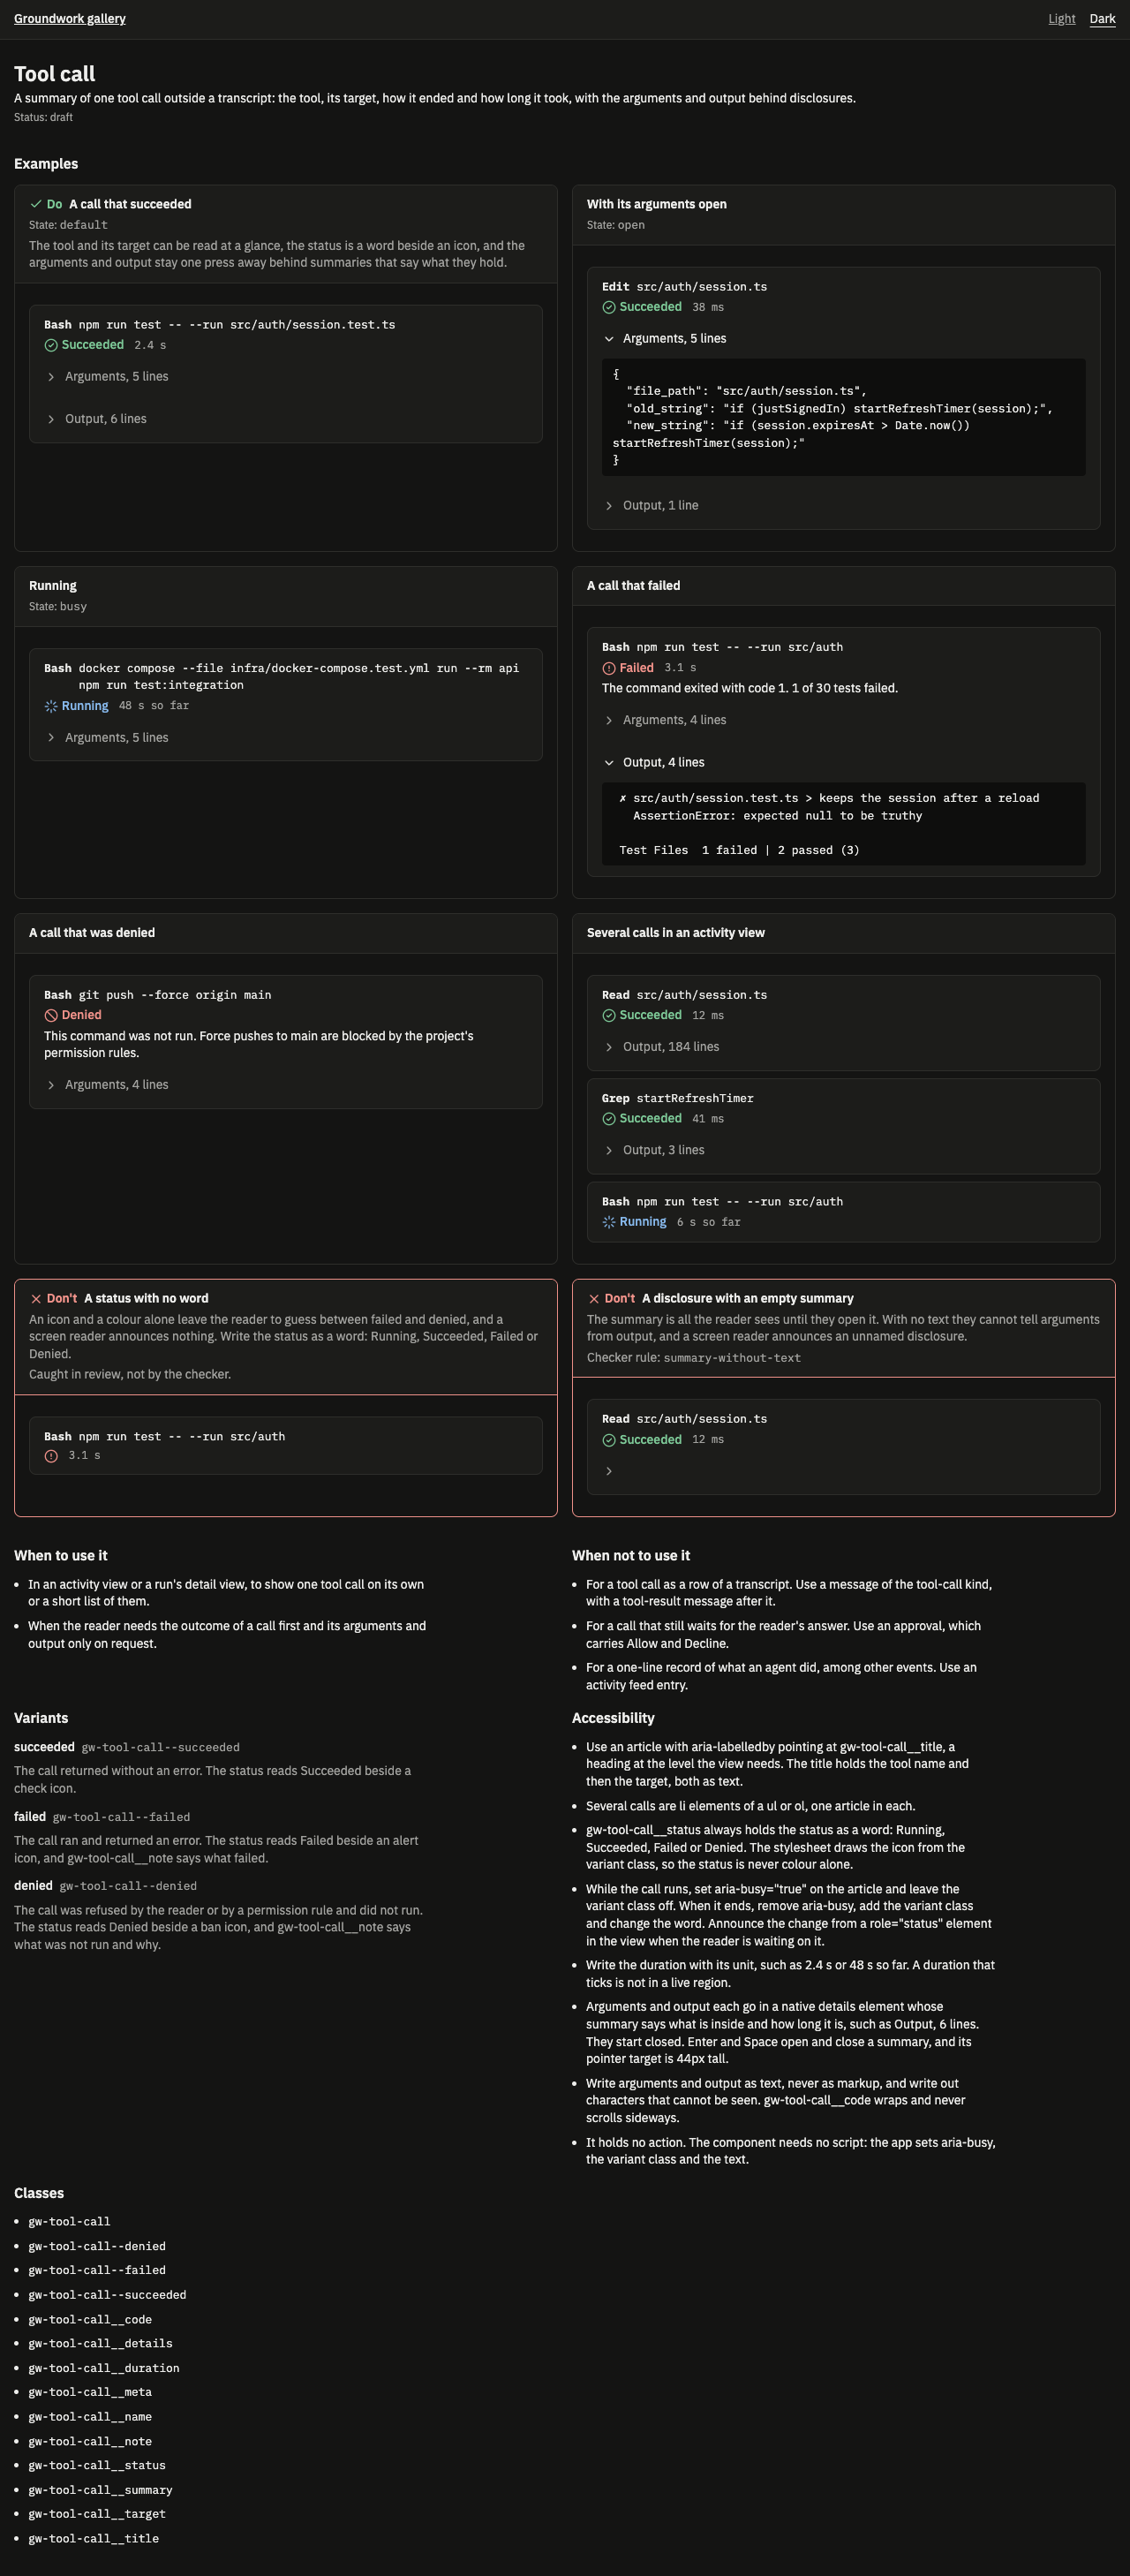 Groundwork gallery
Light Dark
Tool call
A summary of one tool call outside a transcript: the tool, its target, how it ended and how long it took, with the arguments and output behind disclosures.
Status: draft
Examples
Do A call that succeeded
State: default
The tool and its target can be read at a glance, the status is a word beside an icon, and the
arguments and output stay one press away behind summaries that say what they hold.
Bash npm run test -- --run src/auth/session.test.ts
Succeeded 2.4 s
Arguments, 5 lines
Output, 6 lines
With its arguments open
State: open
Edit src/auth/session.ts
Succeeded 38 ms
Arguments, 5 lines
{
"file_path": "src/auth/session.ts",
"old_string": "if (justSignedIn) startRefreshTimer(session);",
"new_string": "if (session.expiresAt > Date.now())
startRefreshTimer(session);"
}
Output, 1 line
Running
State: busy
Bash docker compose --file infra/docker-compose.test.yml run --rm api
npm run test:integration
Running 48 s so far
Arguments, 5 lines
A call that failed
Bash npm run test -- --run src/auth
Failed 3.1 s
The command exited with code 1. 1 of 30 tests failed.
Arguments, 4 lines
Output, 4 lines
✗ src/auth/session.test.ts > keeps the session after a reload
AssertionError: expected null to be truthy
Test Files 1 failed | 2 passed (3)
A call that was denied
Bash git push --force origin main
Denied
This command was not run. Force pushes to main are blocked by the project's
permission rules.
Arguments, 4 lines
Several calls in an activity view
Read src/auth/session.ts
Succeeded 12 ms
Output, 184 lines
Grep startRefreshTimer
Succeeded 41 ms
Output, 3 lines
Bash npm run test -- --run src/auth
Running 6 s so far
Don't A status with no word
An icon and a colour alone leave the reader to guess between failed and denied, and a
screen reader announces nothing. Write the status as a word: Running, Succeeded, Failed or
Denied.
Caught in review, not by the checker.
Bash npm run test -- --run src/auth
3.1 s
Don't A disclosure with an empty summary
The summary is all the reader sees until they open it. With no text they cannot tell arguments
from output, and a screen reader announces an unnamed disclosure.
Checker rule: summary-without-text
Read src/auth/session.ts
Succeeded 12 ms
When to use it
In an activity view or a run's detail view, to show one tool call on its own
or a short list of them.
When the reader needs the outcome of a call first and its arguments and
output only on request.
When not to use it
For a tool call as a row of a transcript. Use a message of the tool-call kind,
with a tool-result message after it.
For a call that still waits for the reader's answer. Use an approval, which
carries Allow and Decline.
For a one-line record of what an agent did, among other events. Use an
activity feed entry.
Variants
succeeded gw-tool-call--succeeded
The call returned without an error. The status reads Succeeded beside a
check icon.
failed gw-tool-call--failed
The call ran and returned an error. The status reads Failed beside an alert
icon, and gw-tool-call__note says what failed.
denied gw-tool-call--denied
The call was refused by the reader or by a permission rule and did not run.
The status reads Denied beside a ban icon, and gw-tool-call__note says
what was not run and why.
Accessibility
Use an article with aria-labelledby pointing at gw-tool-call__title, a
heading at the level the view needs. The title holds the tool name and
then the target, both as text.
Several calls are li elements of a ul or ol, one article in each.
gw-tool-call__status always holds the status as a word: Running,
Succeeded, Failed or Denied. The stylesheet draws the icon from the
variant class, so the status is never colour alone.
While the call runs, set aria-busy="true" on the article and leave the
variant class off. When it ends, remove aria-busy, add the variant class
and change the word. Announce the change from a role="status" element
in the view when the reader is waiting on it.
Write the duration with its unit, such as 2.4 s or 48 s so far. A duration that
ticks is not in a live region.
Arguments and output each go in a native details element whose
summary says what is inside and how long it is, such as Output, 6 lines.
They start closed. Enter and Space open and close a summary, and its
pointer target is 44px tall.
Write arguments and output as text, never as markup, and write out
characters that cannot be seen. gw-tool-call__code wraps and never
scrolls sideways.
It holds no action. The component needs no script: the app sets aria-busy,
the variant class and the text.
Classes
gw-tool-call
gw-tool-call--denied
gw-tool-call--failed
gw-tool-call--succeeded
gw-tool-call__code
gw-tool-call__details
gw-tool-call__duration
gw-tool-call__meta
gw-tool-call__name
gw-tool-call__note
gw-tool-call__status
gw-tool-call__summary
gw-tool-call__target
gw-tool-call__title